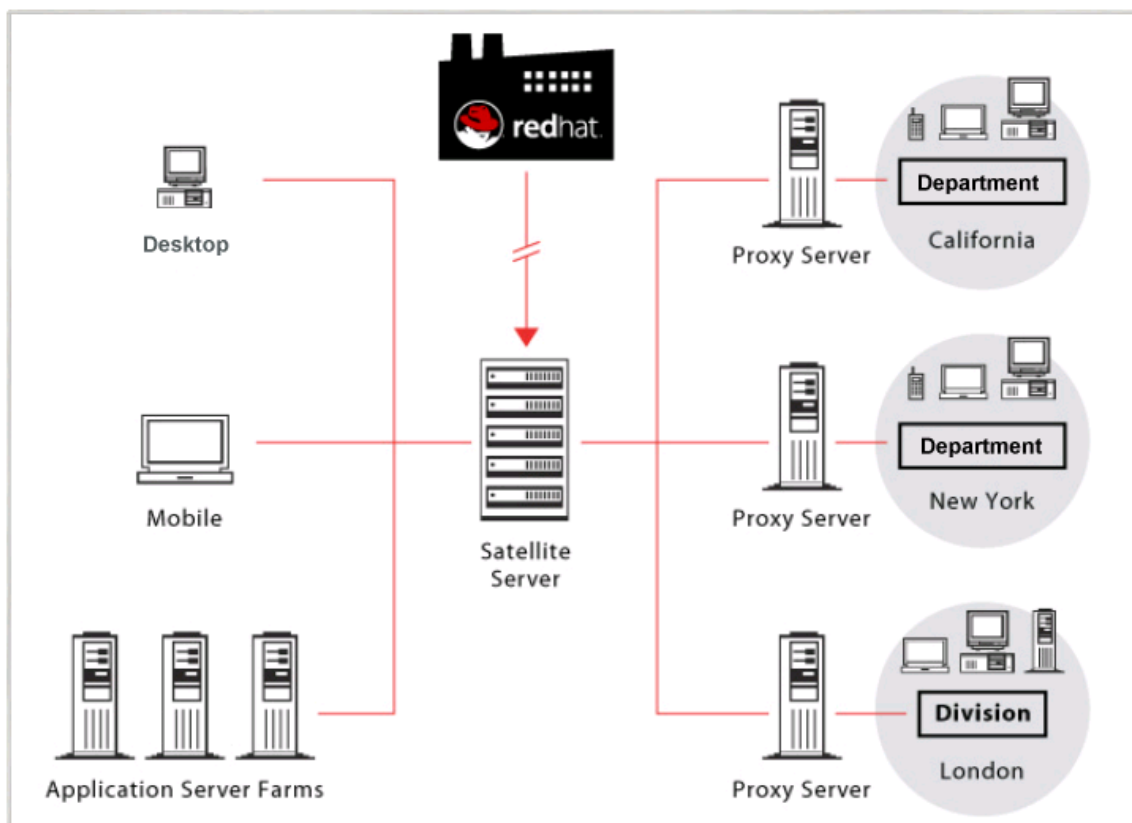 redhat.
Desktop
Mobile
Application Server Farms
Satellite
Server
Proxy Server
Department
California
Proxy Server
Department
New York
Proxy Server
Division
London